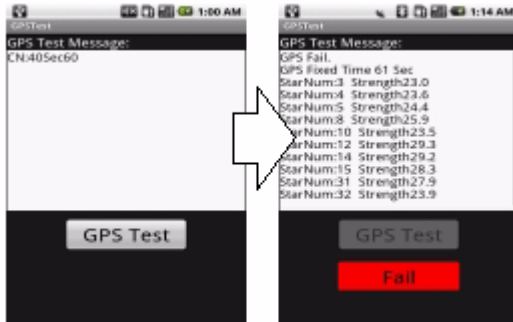 1:00 AM
GPSTest
GPS Test Message:
CN:40Sec60
GPS Test
1:14 AM
GPSTest
GPS Test Message:
GPS Fail.
GPS Fixed Time 61 Sec
StarNum:3 Strength23.0
StarNum:4 Strength23.6
StarNum:5 Strength24.4
StarNum:8 Strength25.9
StarNum:10 Strength23.5
StarNum:12 Strength29.3
StarNum:14 Strength29.2
StarNum:15 Strength28.3
StarNum:31 Strength27.9
StarNum:32 Strength23.9
GPS Test
Fail